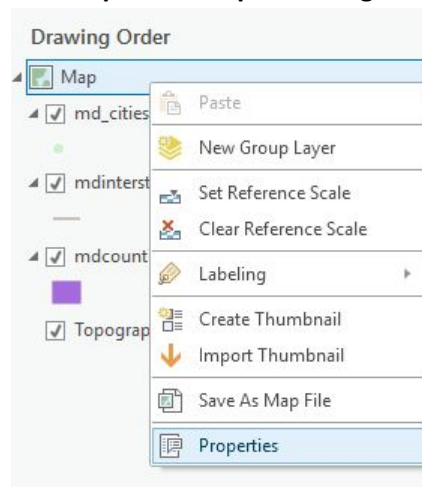 Drawing Order
Map
Paste
md_cities
New Group Layer
mdinterst
Set Reference Scale
Clear Reference Scale
mdcount
Labeling
Create Thumbnail
Topograp
Import Thumbnail
Save As Map File
Properties